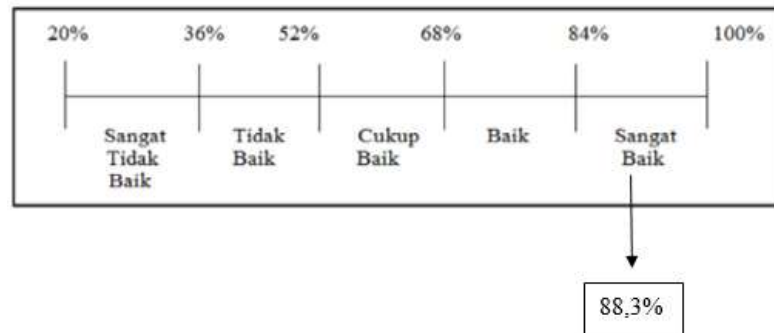 20% 36% 52% 68% 84% 100%
Sangat Tidak Cukup Baik Sangat
Tidak Baik Baik Baik
Baik
88,3%